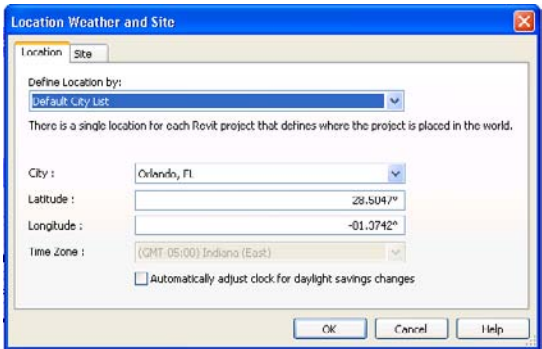 Location Weather and Site
Location Site
Define Location by:
Default City List
There is a single location for each Revit project that defines where the project is placed in the world.
City : Orlando, FL
Latitude : 28.5047°
Longitude : -81.3742°
Time Zone : (GMT-05:00) Indiana (East)
Automatically adjust clock for daylight savings changes
OK Cancel Help